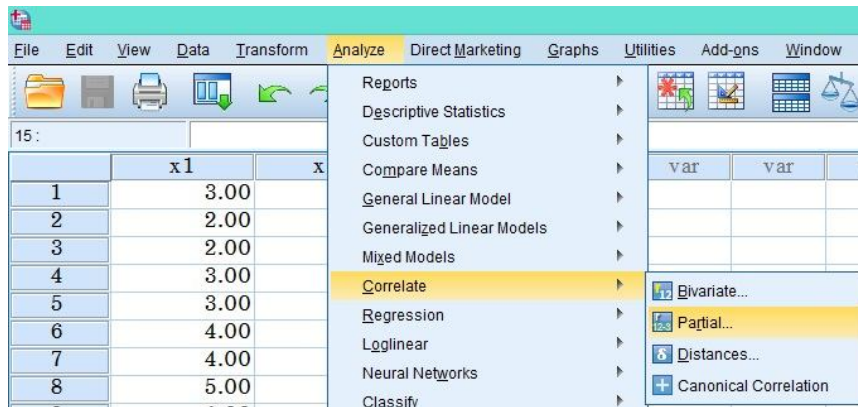 File Edit View Data Transform Analyze Direct Marketing Graphs Utilities Add-ons Window
15 :
x1 x var var
1 3.00
2 2.00
3 2.00
4 3.00
5 3.00
6 4.00
7 4.00
8 5.00
Reports
Descriptive Statistics
Custom Tables
Compare Means
General Linear Model
Generalized Linear Models
Mixed Models
Correlate
Regression
Loglinear
Neural Networks
Classify
Bivariate...
Partial...
Distances...
Canonical Correlation